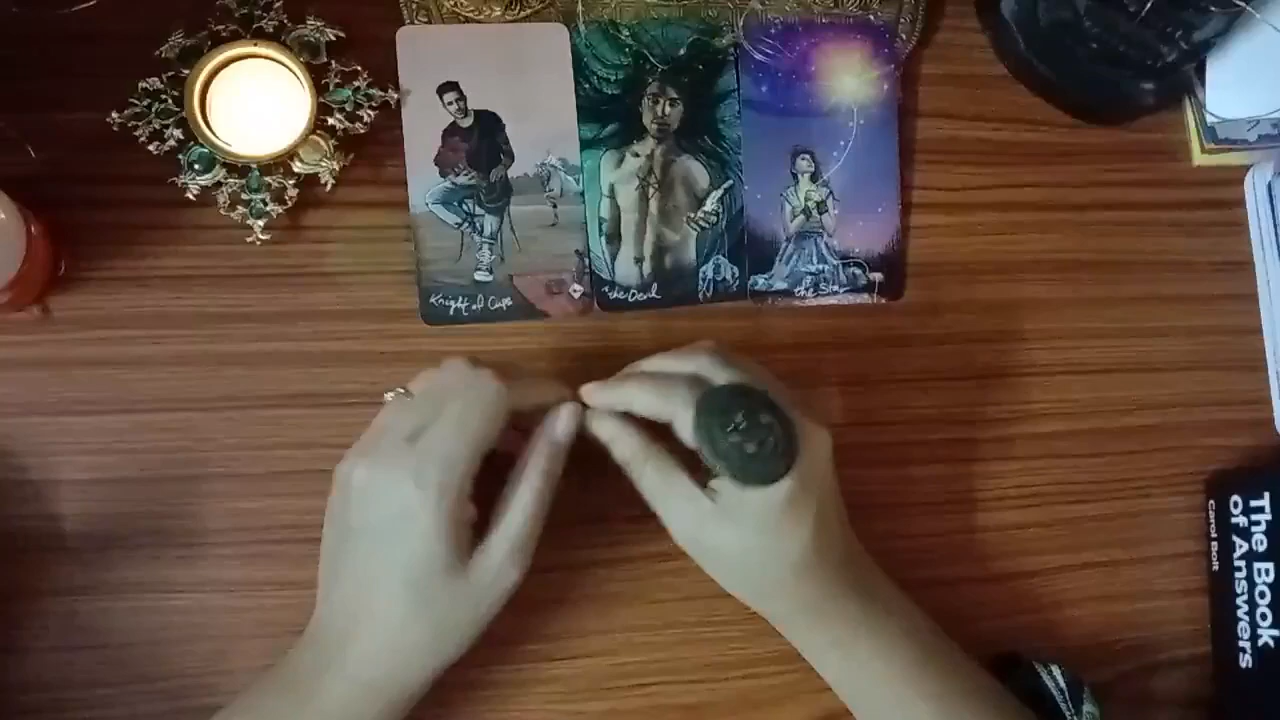 Knight of Cups
the Devil
the Star
The Book
of Answers
Carol Bolt